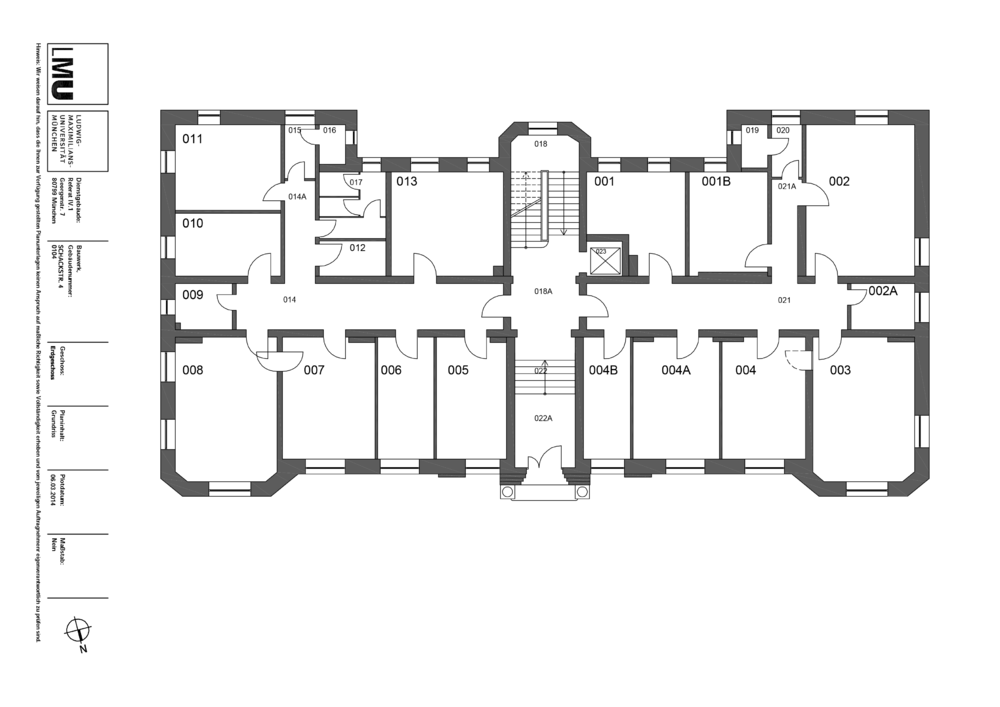 LMU
LUDWIG-
MAXIMILIANS-
UNIVERSITÄT
MÜNCHEN
Dienstgebäude:
Referat IV.1
Georgenstr. 7
80799 München
Bauwerk,
Gebäudenummer:
SCHACKSTR. 4
0104
Geschoss:
Erdgeschoss
Planinhalt:
Grundriss
Plotdatum:
06.03.2014
Maßstab:
Nein
N
Hinweis: Wir weisen darauf hin, dass die Ihnen zur Verfügung gestellten Planunterlagen keinen Anspruch auf maßliche Richtigkeit sowie Vollständigkeit erheben und vom jeweiligen Auftragnehmer eigenverantwortlich zu prüfen sind.
011
015
016
018
019
020
017
013
001
001B
021A
002
014A
010
012
023
009
014
018A
021
002A
008
007
006
005
022
004B
004A
004
003
022A